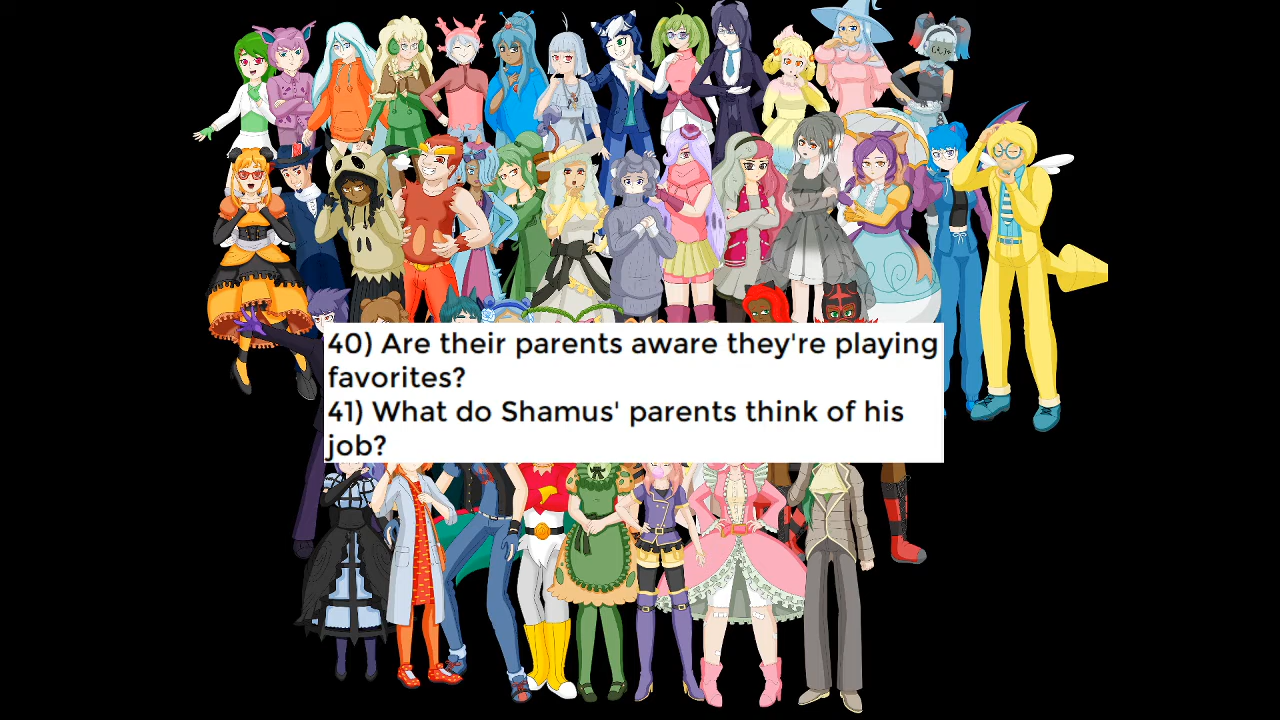 40) Are their parents aware they're playing
favorites?
41) What do Shamus' parents think of his
job?